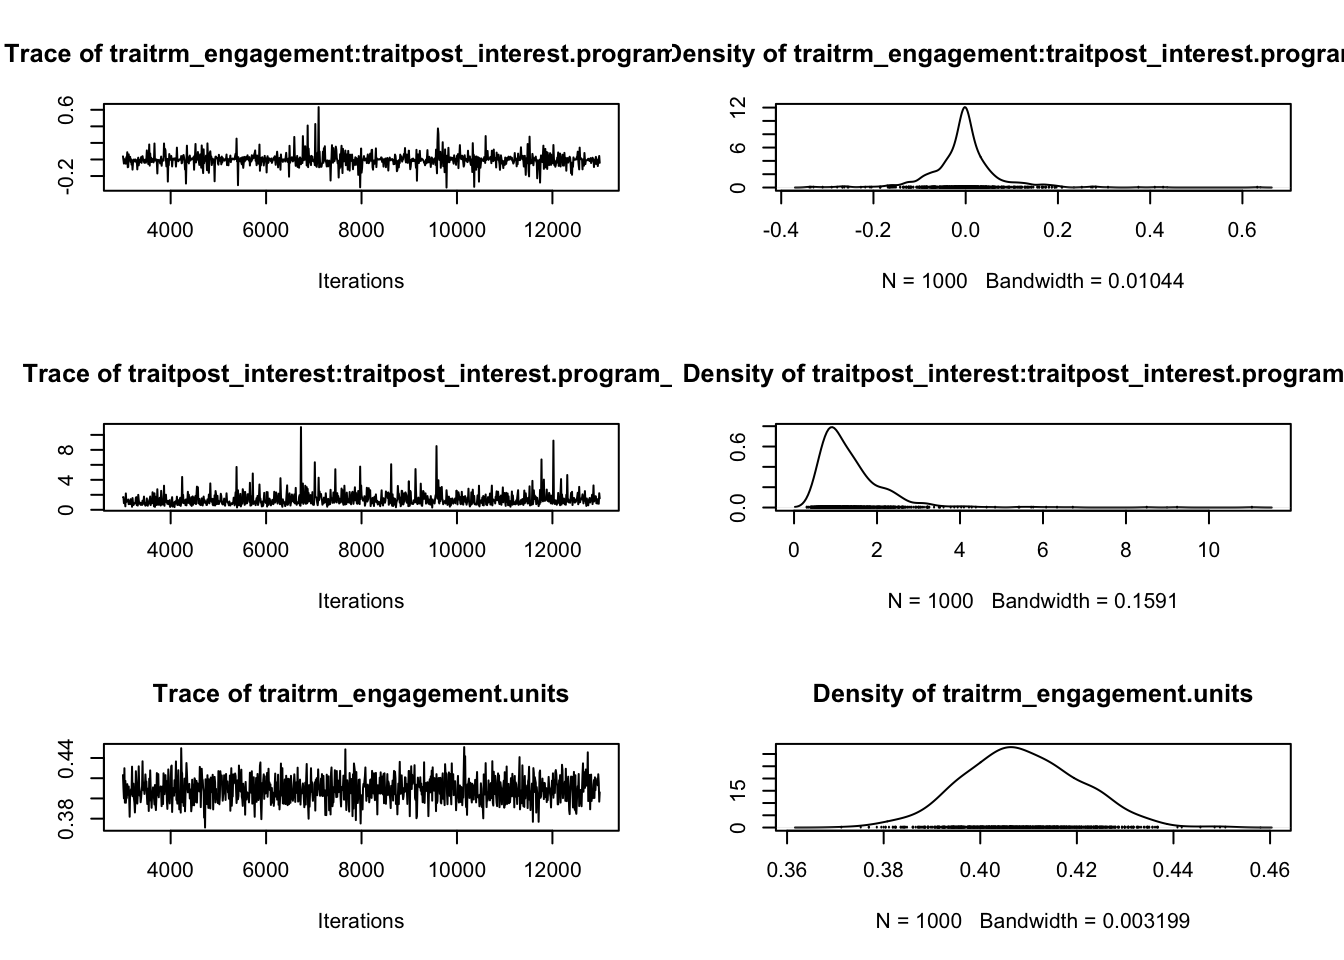 Trace of traitrm_engagement:traitpost_interest.program
Density of traitrm_engagement:traitpost_interest.program
0.6
-0.2
4000 6000 8000 10000 12000
Iterations
12
6
0
-0.4 -0.2 0.0 0.2 0.4 0.6
N = 1000 Bandwidth = 0.01044
Trace of traitpost_interest:traitpost_interest.program_
Density of traitpost_interest:traitpost_interest.program
8
4
0
4000 6000 8000 10000 12000
Iterations
0.6
0.0
0 2 4 6 8 10
N = 1000 Bandwidth = 0.1591
Trace of traitrm_engagement.units
Density of traitrm_engagement.units
0.44
0.38
4000 6000 8000 10000 12000
Iterations
15
0
0.36 0.38 0.40 0.42 0.44 0.46
N = 1000 Bandwidth = 0.003199